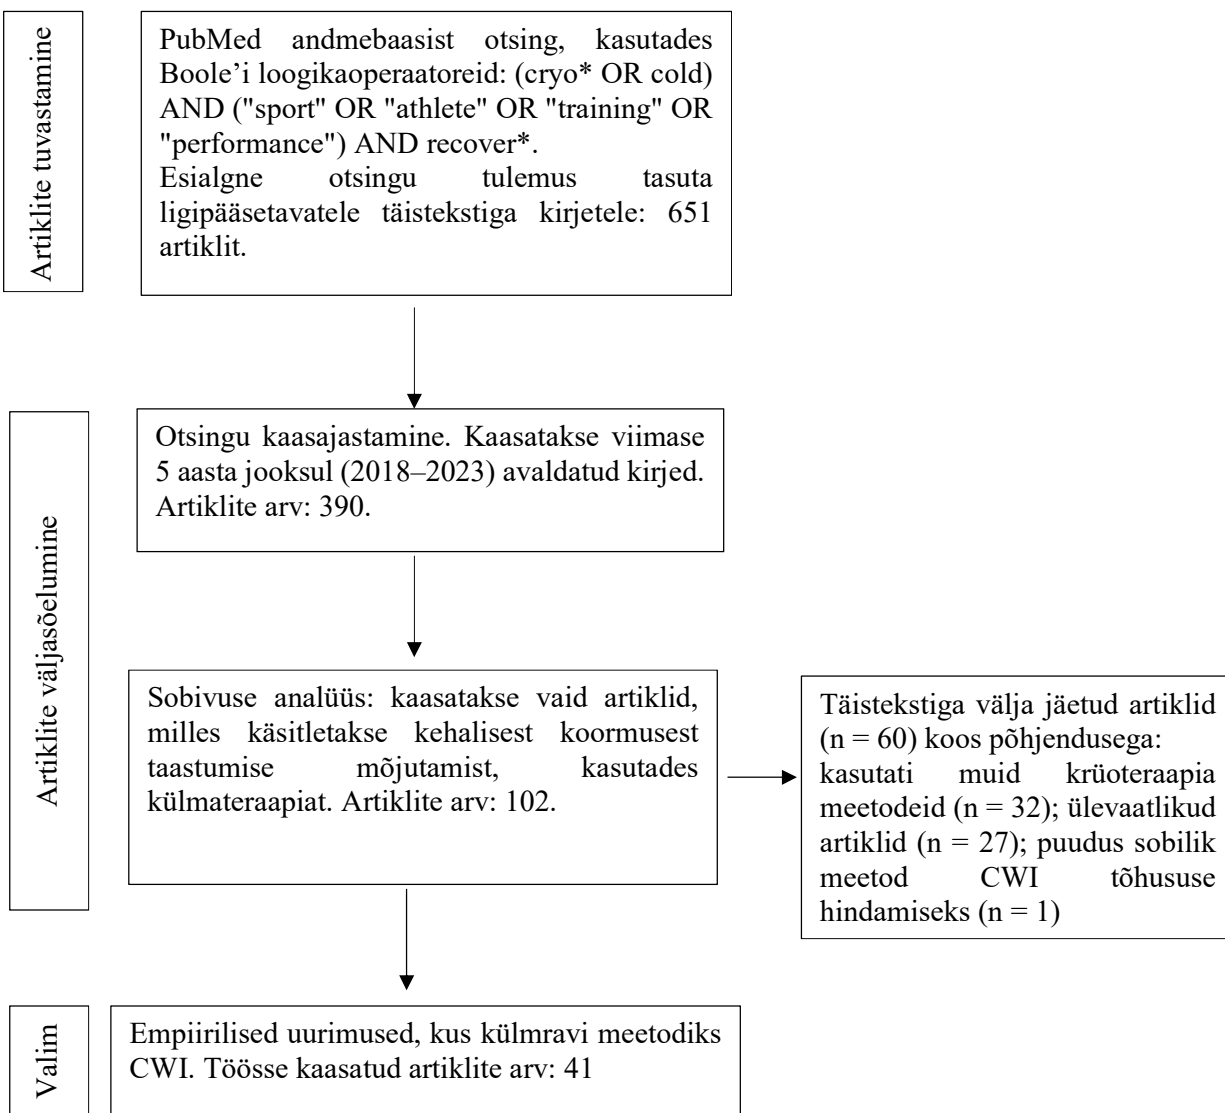 Artiklite tuvastamine
PubMed andmebaasist otsing, kasutades
Boole’i loogikaoperaatoreid: (cryo* OR cold)
AND ("sport" OR "athlete" OR "training" OR
"performance") AND recover*.
Esialgne otsingu tulemus tasuta
ligipääsetavatele täistekstiga kirjetele: 651
artiklit.
Artiklite väljasõelumine
Otsingu kaasajastamine. Kaasatakse viimase
5 aasta jooksul (2018–2023) avaldatud kirjed.
Artiklite arv: 390.
Sobivuse analüüs: kaasatakse vaid artiklid,
milles käsitletakse kehalisest koormusest
taastumise mõjutamist, kasutades
külmateraapiat. Artiklite arv: 102.
Täistekstiga välja jäetud artiklid
(n = 60) koos põhjendusega:
kasutati muid krüoteraapia
meetodeid (n = 32); ülevaatlikud
artiklid (n = 27); puudus sobilik
meetod CWI tõhususe
hindamiseks (n = 1)
Valim
Empiirilised uurimused, kus külmravi meetodiks
CWI. Töösse kaasatud artiklite arv: 41